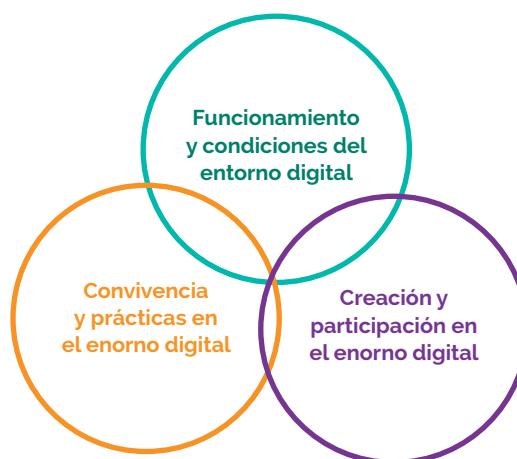 Funcionamiento
y condiciones del
entorno digital
Convivencia
y prácticas en
el enorno digital
Creación y
participación en
el enorno digital